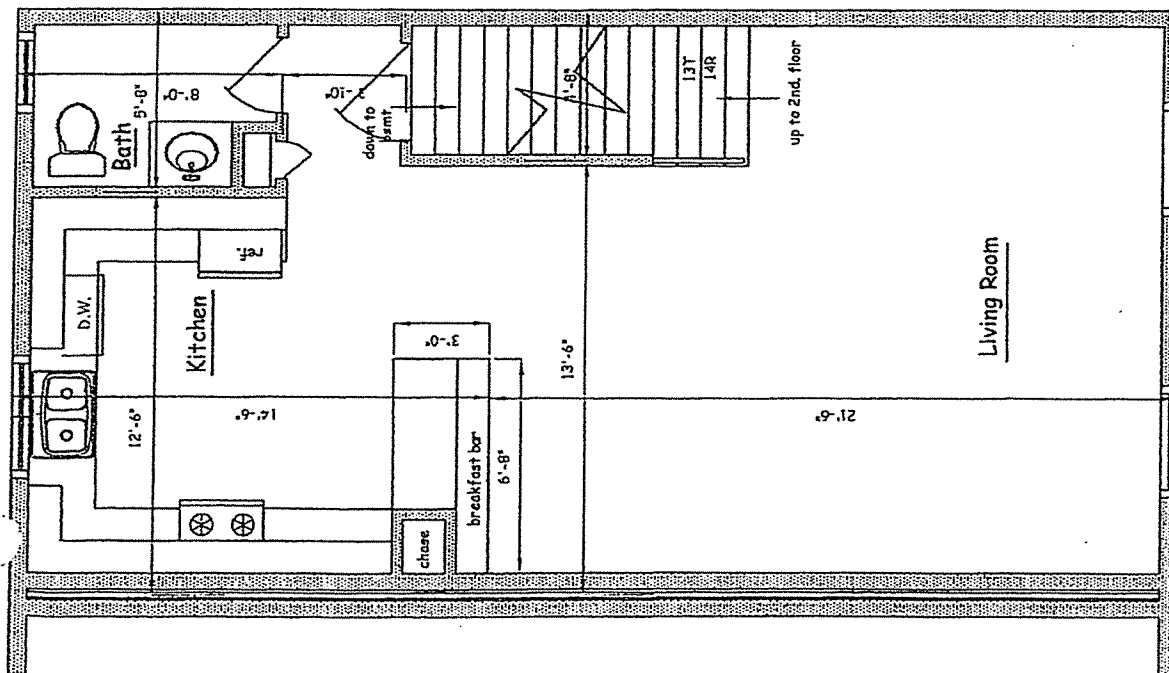 8'-0"
5'-8"
Bath
3'-10"
down to
bsmt
'-8"
13T
14R
up to 2nd. floor
ref.
D.W.
Kitchen
3'-0"
13'-6"
Living Room
12'-6"
14'-6"
21'-6"
6'-8"
breakfast bar
chase